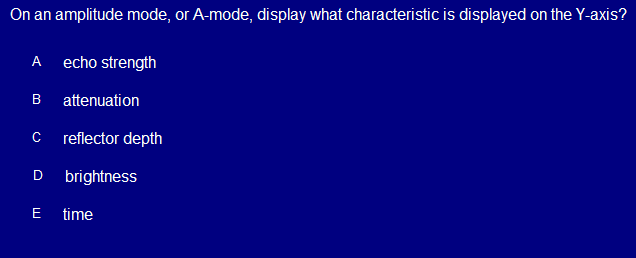 On an amplitude mode, or A-mode, display what characteristic is displayed on the Y-axis?
A echo strength
B attenuation
C reflector depth
D brightness
E time